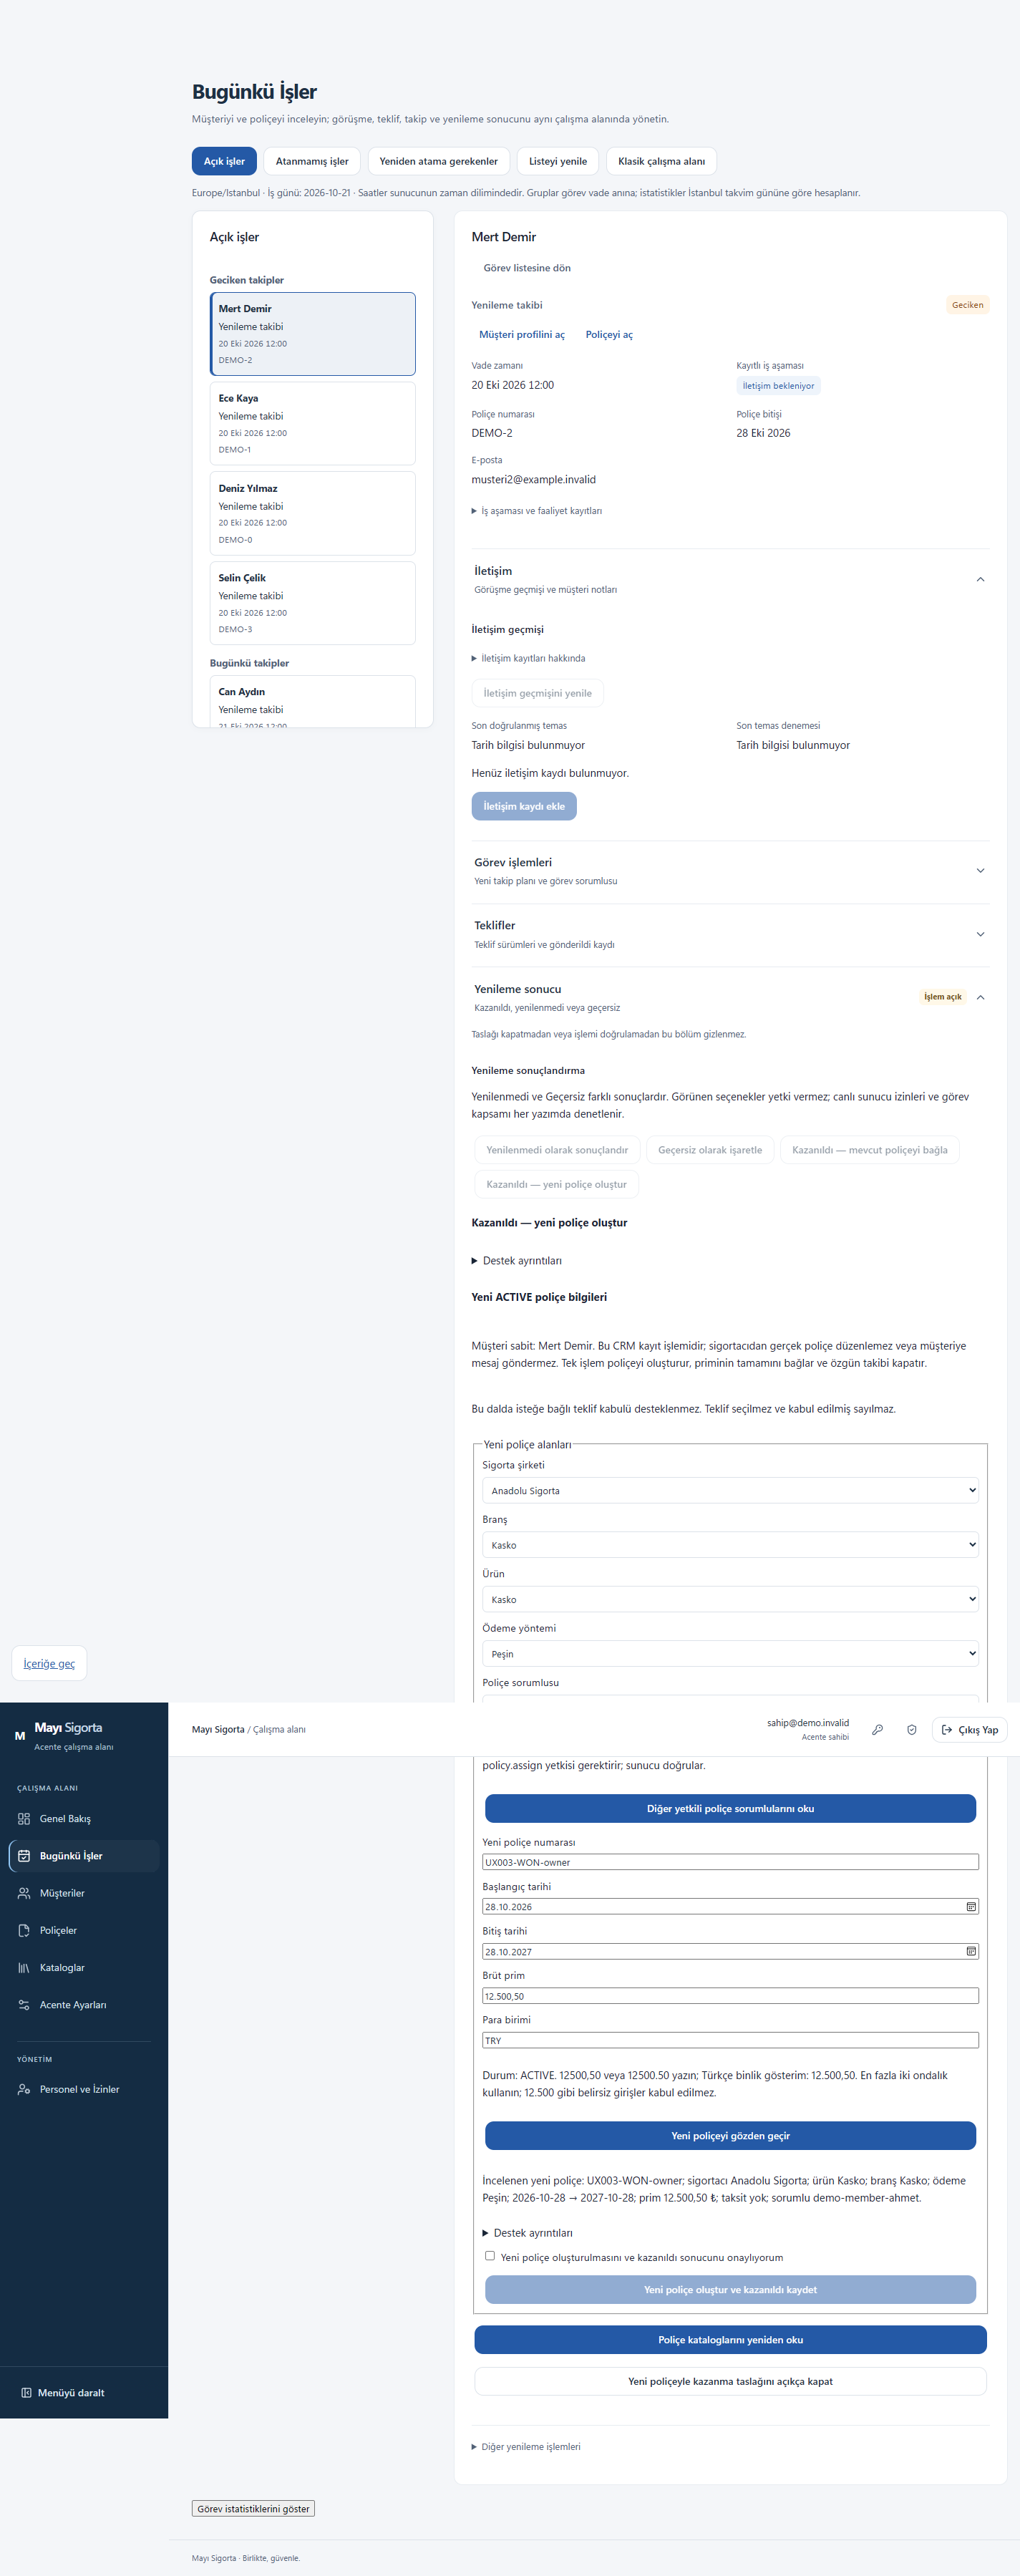 Bugünkü İşler
Müşteriyi ve poliçeyi inceleyin; görüşme, teklif, takip ve yenileme sonucunu aynı çalışma alanında yönetin.
Açık işler
Atanmamış işler
Yeniden atama gerekenler
Listeyi yenile
Klasik çalışma alanı
Europe/Istanbul · İş günü: 2026-10-21 · Saatler sunucunun zaman dilimindedir. Gruplar görev vade anına; istatistikler İstanbul takvim gününe göre hesaplanır.
Açık işler
Geciken takipler
Mert Demir
Yenileme takibi
20 Eki 2026 12:00
DEMO-2
Ece Kaya
Yenileme takibi
20 Eki 2026 12:00
DEMO-1
Deniz Yılmaz
Yenileme takibi
20 Eki 2026 12:00
DEMO-0
Selin Çelik
Yenileme takibi
20 Eki 2026 12:00
DEMO-3
Bugünkü takipler
Can Aydın
Yenileme takibi
21 Eki 2026 12:00
Mert Demir
Görev listesine dön
Yenileme takibi
Geciken
Müşteri profilini aç
Poliçeyi aç
Vade zamanı
20 Eki 2026 12:00
Kayıtlı iş aşaması
İletişim bekleniyor
Poliçe numarası
DEMO-2
Poliçe bitişi
28 Eki 2026
E-posta
musteri2@example.invalid
İş aşaması ve faaliyet kayıtları
İletişim
Görüşme geçmişi ve müşteri notları
İletişim geçmişi
İletişim kayıtları hakkında
İletişim geçmişini yenile
Son doğrulanmış temas
Tarih bilgisi bulunmuyor
Son temas denemesi
Tarih bilgisi bulunmuyor
Henüz iletişim kaydı bulunmuyor.
İletişim kaydı ekle
Görev işlemleri
Yeni takip planı ve görev sorumlusu
Teklifler
Teklif sürümleri ve gönderildi kaydı
Yenileme sonucu
Kazanıldı, yenilenmedi veya geçersiz
İşlem açık
Taslağı kapatmadan veya işlemi doğrulamadan bu bölüm gizlenmez.
Yenileme sonuçlandırma
Yenilenmedi ve Geçersiz farklı sonuçlardır. Görünen seçenekler yetki vermez; canlı sunucu izinleri ve görev
kapsamı her yazımda denetlenir.
Yenilenmedi olarak sonuçlandır
Geçersiz olarak işaretle
Kazanıldı — mevcut poliçeyi bağla
Kazanıldı — yeni poliçe oluştur
Kazanıldı — yeni poliçe oluştur
Destek ayrıntıları
Yeni ACTIVE poliçe bilgileri
Müşteri sabit: Mert Demir. Bu CRM kayıt işlemidir; sigortacıdan gerçek poliçe düzenlemez veya müşteriye
mesaj göndermez. Tek işlem poliçeyi oluşturur, priminin tamamını bağlar ve özgün takibi kapatır.
Bu dalda isteğe bağlı teklif kabulü desteklenmez. Teklif seçilmez ve kabul edilmiş sayılmaz.
Yeni poliçe alanları
Sigorta şirketi
Anadolu Sigorta
Branş
Kasko
Ürün
Kasko
Ödeme yöntemi
Peşin
Poliçe sorumlusu
İçeriğe geç
M
Mayı Sigorta
Acente çalışma alanı
ÇALIŞMA ALANI
Genel Bakış
Bugünkü İşler
Müşteriler
Poliçeler
Kataloglar
Acente Ayarları
YÖNETİM
Personel ve İzinler
Menüyü daralt
Mayı Sigorta / Çalışma alanı
sahip@demo.invalid
Acente sahibi
Çıkış Yap
policy.assign yetkisi gerektirir; sunucu doğrular.
Diğer yetkili poliçe sorumlularını oku
Yeni poliçe numarası
UX003-WON-owner
Başlangıç tarihi
28.10.2026
Bitiş tarihi
28.10.2027
Brüt prim
12.500,50
Para birimi
TRY
Durum: ACTIVE. 12500,50 veya 12500.50 yazın; Türkçe binlik gösterim: 12.500,50. En fazla iki ondalık
kullanın; 12.500 gibi belirsiz girişler kabul edilmez.
Yeni poliçeyi gözden geçir
İncelenen yeni poliçe: UX003-WON-owner; sigortacı Anadolu Sigorta; ürün Kasko; branş Kasko; ödeme
Peşin; 2026-10-28 → 2027-10-28; prim 12.500,50 ₺; taksit yok; sorumlu demo-member-ahmet.
Destek ayrıntıları
Yeni poliçe oluşturulmasını ve kazanıldı sonucunu onaylıyorum
Yeni poliçe oluştur ve kazanıldı kaydet
Poliçe kataloglarını yeniden oku
Yeni poliçeyle kazanma taslağını açıkça kapat
Diğer yenileme işlemleri
Görev istatistiklerini göster
Mayı Sigorta · Birlikte, güvenle.